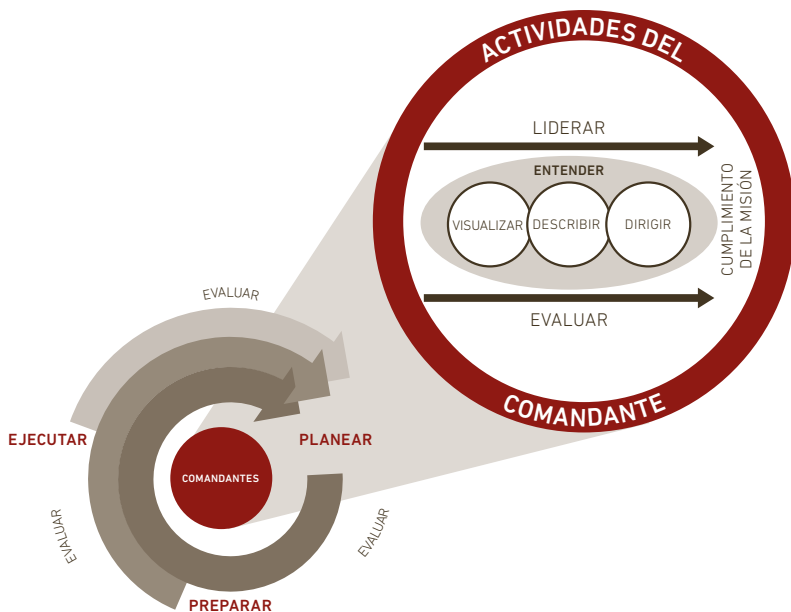 ACTIVIDADES DEL
LIDERAR
ENTENDER
VISUALIZAR
DESCRIBIR
DIRIGIR
CUMPLIMIENTO
DE LA MISIÓN
EVALUAR
COMANDANTE
EVALUAR
EJECUTAR
PLANEAR
COMANDANTES
EVALUAR
EVALUAR
PREPARAR